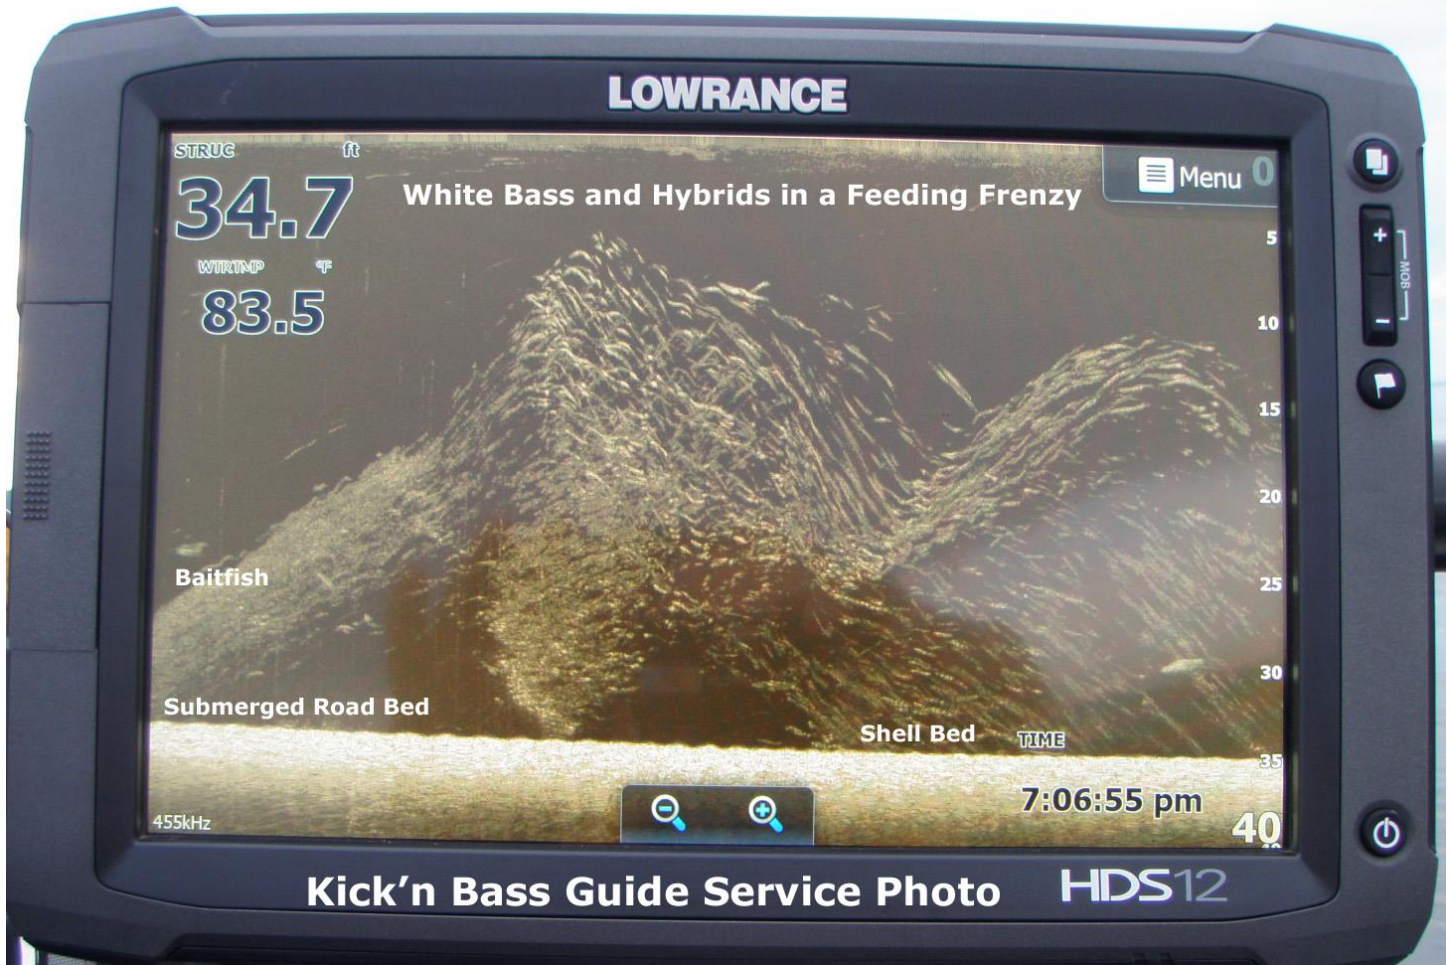 LOWRANCE
STRUC ft
34.7
WTRTMP °F
83.5
White Bass and Hybrids in a Feeding Frenzy
Menu 0
5
10
15
20
25
30
35
40
MOB
Baitfish
Submerged Road Bed
Shell Bed
TIME
7:06:55 pm
455kHz
Kick’n Bass Guide Service Photo
HDS12